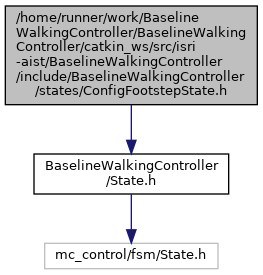 /home/runner/work/Baseline
WalkingController/BaselineWalking
Controller/catkin_ws/src/isri
-aist/BaselineWalkingController
/include/BaselineWalkingController
/states/ConfigFootstepState.h
BaselineWalkingController
/State.h
mc_control/fsm/State.h